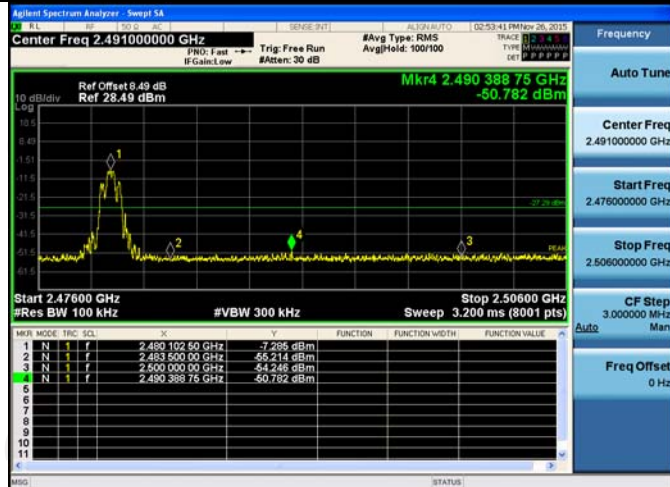 Agilent Spectrum Analyzer - Swept SA
RL RF 50 Ω AC SENSE:INT ALIGNAUTO 02:53:41 PM Nov 26, 2015
Center Freq 2.491000000 GHz
PNO: Fast
IFGain:Low
Trig: Free Run
#Atten: 30 dB
#Avg Type: RMS
Avg|Hold: 100/100
TRACE 1 2 3 4 5
TYPE
DET P P P P P P
Ref Offset 8.49 dB
Ref 28.49 dBm
10 dB/div
Log
Mkr4 2.490 388 75 GHz
-50.782 dBm
-1.51
-11.5
-21.5
-31.5
-41.5
-51.5
-61.5
1
2
4
3
-27.29 dBm
PEAK
Start 2.47600 GHz
Stop 2.50600 GHz
#Res BW 100 kHz
#VBW 300 kHz
Sweep 3.200 ms (8001 pts)
MKR MODE TRC SCL X Y FUNCTION FUNCTION WIDTH FUNCTION VALUE
1 N 1 f 2.480 102 50 GHz -7.285 dBm
2 N 1 f 2.483 500 00 GHz -55.214 dBm
3 N 1 f 2.500 000 00 GHz -54.246 dBm
4 N 1 f 2.490 388 75 GHz -50.782 dBm
5
6
7
8
9
10
11
MSG
STATUS
Frequency
Auto Tune
Center Freq
2.491000000 GHz
Start Freq
2.476000000 GHz
Stop Freq
2.506000000 GHz
CF Step
3.000000 MHz
Auto Man
Freq Offset
0 Hz